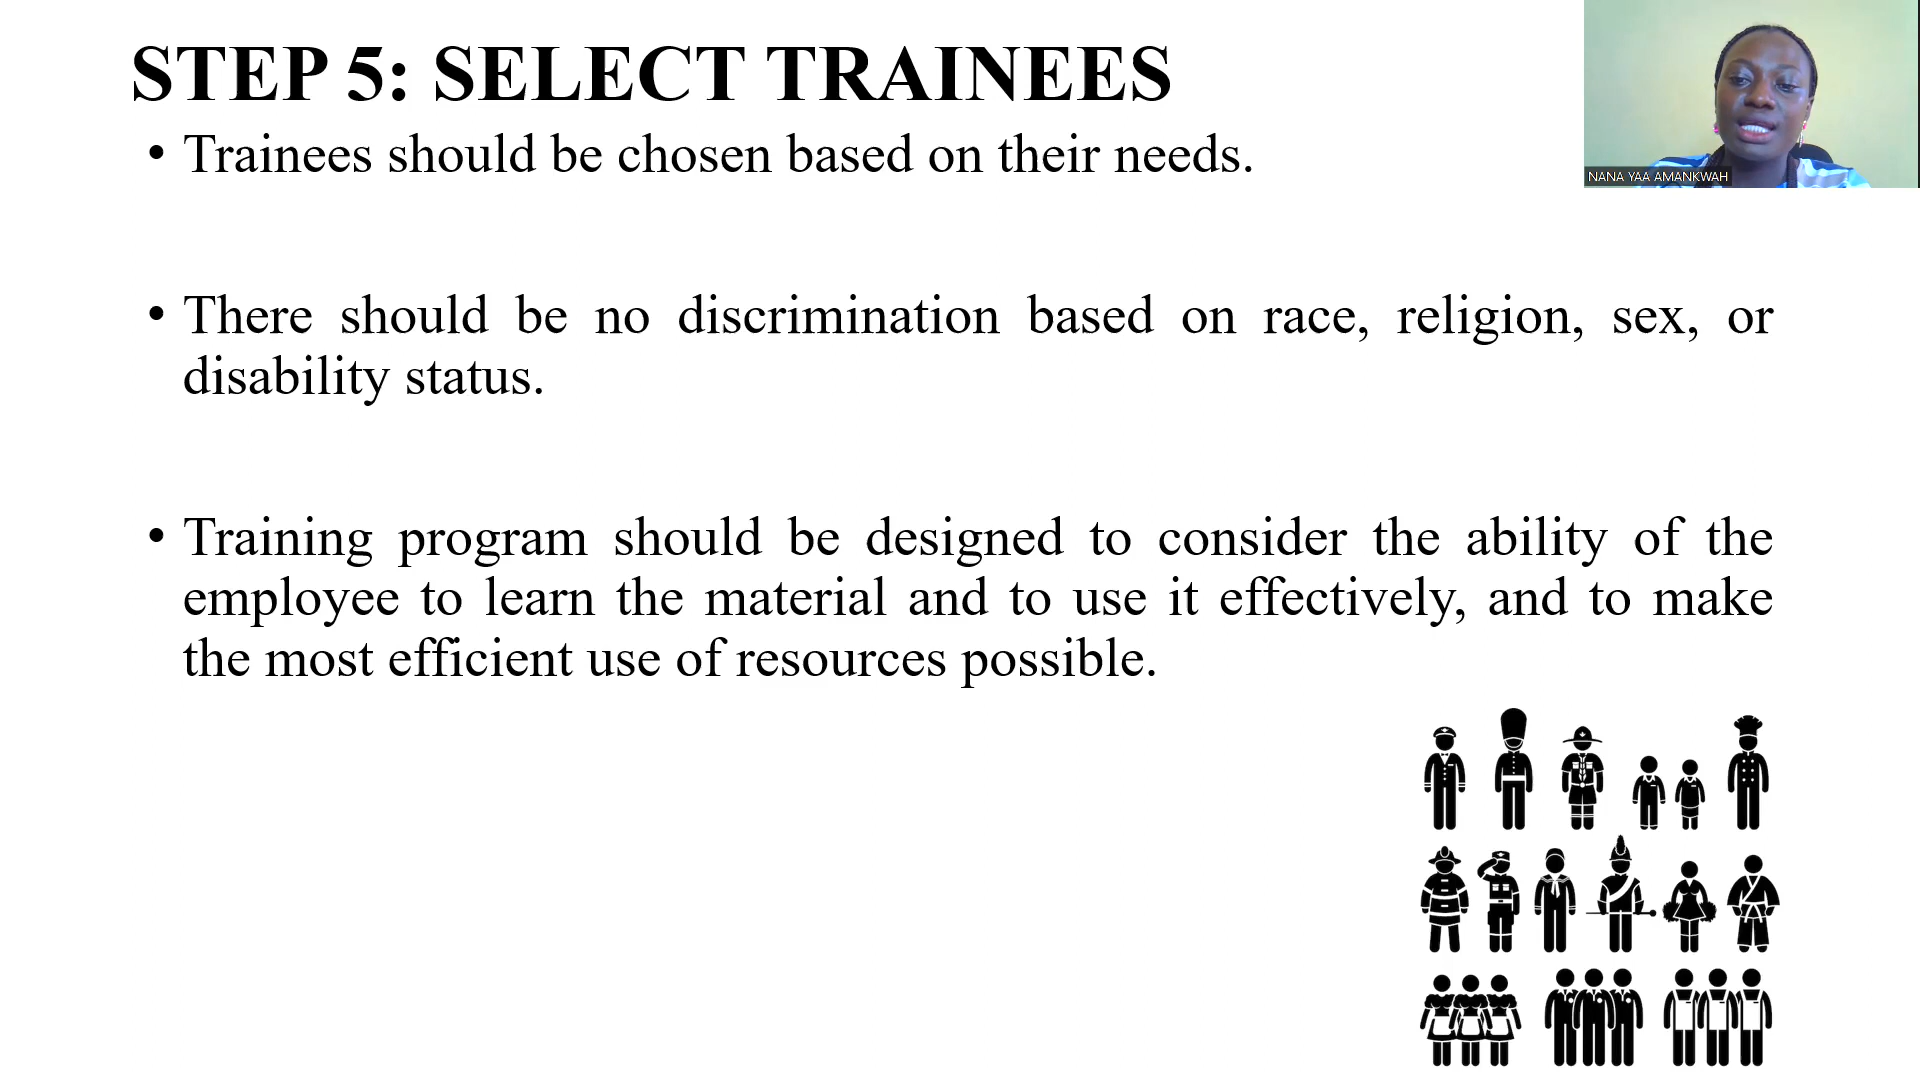 STEP 5: SELECT TRAINEES
• Trainees should be chosen based on their needs.
• There should be no discrimination based on race, religion, sex, or
disability status.
• Training program should be designed to consider the ability of the
employee to learn the material and to use it effectively, and to make
the most efficient use of resources possible.
NANA YAA AMANKWAH